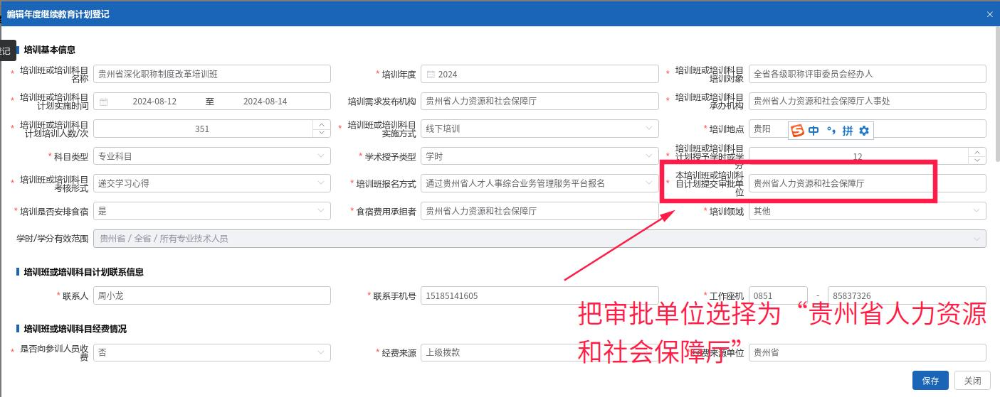 编辑年度继续教育计划登记
登记
培训基本信息
* 培训班或培训科目名称 贵州省深化职称制度改革培训班 * 培训年度 2024 * 培训班或培训科目培训对象 全省各级职称评审委员会经办人
* 培训班或培训科目计划实施时间 2024-08-12 至 2024-08-14 培训需求发布机构 贵州省人力资源和社会保障厅 * 培训班或培训科目承办机构 贵州省人力资源和社会保障厅人事处
* 培训班或培训科目计划培训人数/次 351 * 培训班或培训科目实施方式 线下培训 * 培训地点 贵阳 中 °, 拼
* 科目类型 专业科目 * 学术授予类型 学时 * 培训班或培训科目计划授予学时或学分 12
* 培训班或培训科目考核形式 递交学习心得 * 培训班报名方式 通过贵州省人才人事综合业务管理服务平台报名 * 本培训班或培训科目计划提交审批单位 贵州省人力资源和社会保障厅
* 培训是否安排食宿 是 * 食宿费用承担者 贵州省人力资源和社会保障厅 * 培训领域 其他
学时/学分有效范围 贵州省 / 全省 / 所有专业技术人员
培训班或培训科目计划联系信息
* 联系人 周小龙 * 联系手机号 15185141605 * 工作座机 0851 - 85837326
把审批单位选择为“贵州省人力资源
和社会保障厅”
培训班或培训科目经费情况
* 是否向参训人员收费 否 * 经费来源 上级拨款 * 经费来源单位 贵州省
保存 关闭